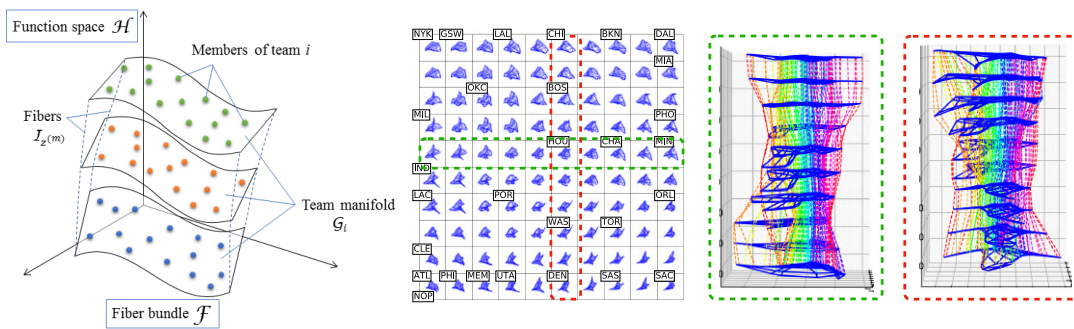 Function space ℋ
Members of team i
Fibers
I_z(m)
Team manifold
G_i
Fiber bundle F
NYK GSW LAL CHI BKN DAL
MIA
OKC BOS
MIL PHO
HOU CHA MIN
IND
LAC POR ORL
WAS TOR
CLE
ATL PHI MEM UTA DEN SAS SAC
NOP